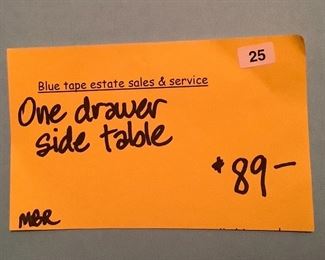 25
Blue tape estate sales & service
One drawer
side table
$89-
MBR